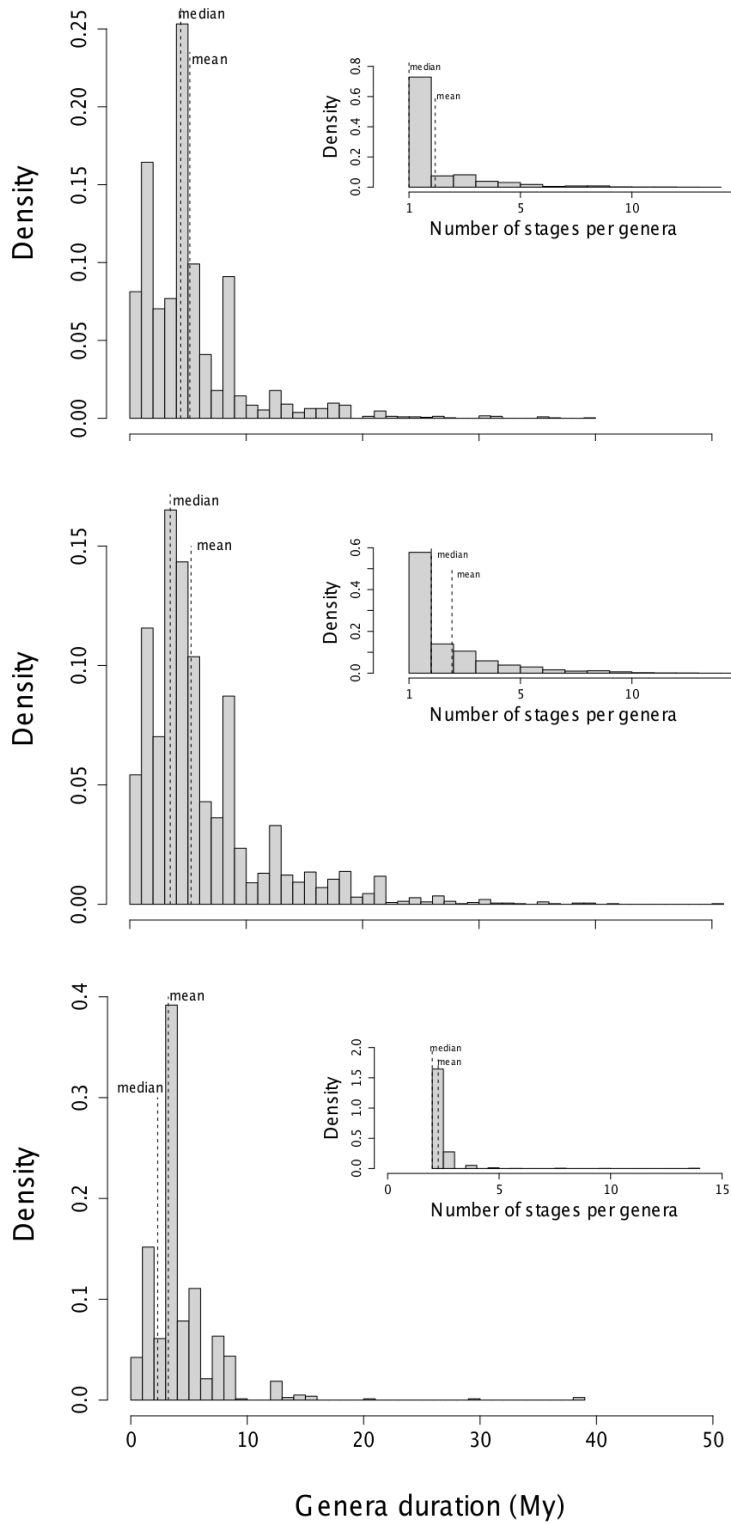 median
mean
0.25
0.20
0.15
0.10
0.05
0.00
Density
median
mean
0.8
0.6
0.4
0.2
0.0
Density
1 5 10
Number of stages per genera
median
mean
0.15
0.10
0.05
0.00
Density
median
mean
0.6
0.4
0.2
0.0
Density
1 5 10
Number of stages per genera
mean
median
0.4
0.3
0.2
0.1
0.0
Density
median
mean
2.0
1.5
1.0
0.5
0.0
Density
0 5 10 15
Number of stages per genera
0 10 20 30 40 50
Genera duration (My)